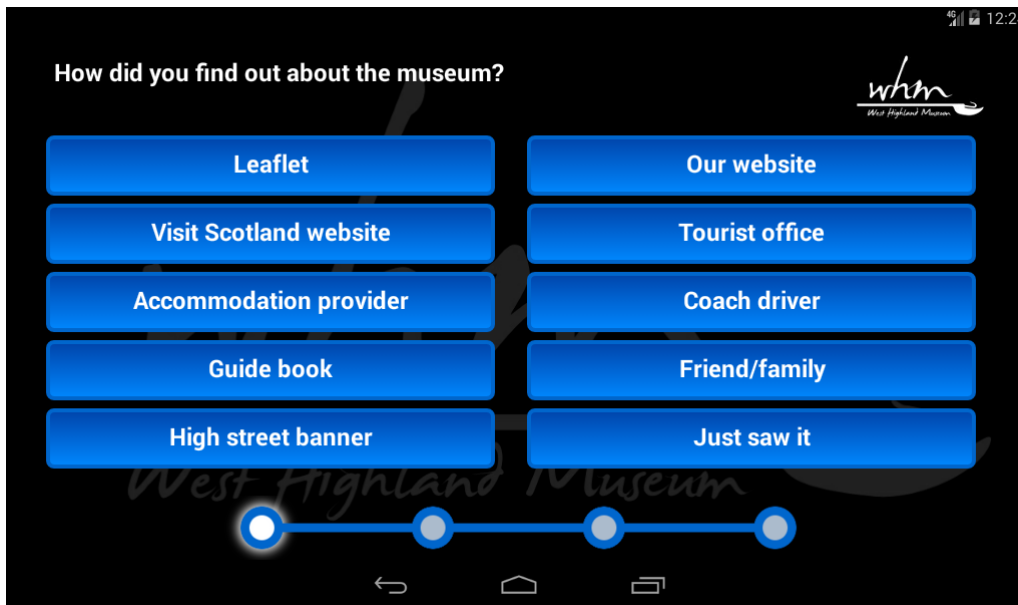 4G 12:2
How did you find out about the museum?
whm
West Highland Museum
Leaflet
Our website
Visit Scotland website
Tourist office
Accommodation provider
Coach driver
Guide book
Friend/family
High street banner
Just saw it
whm
West Highland Museum